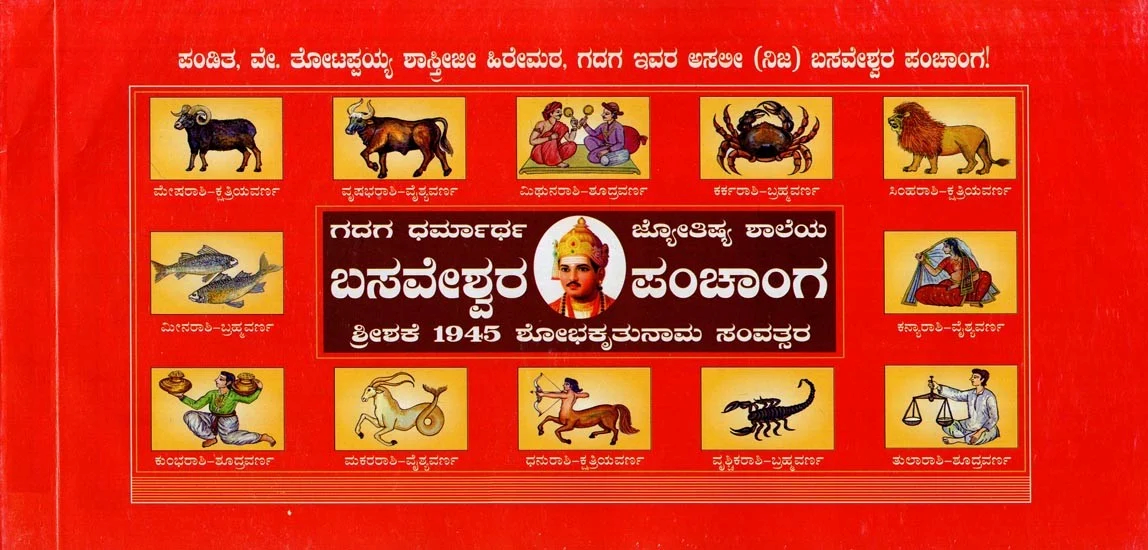 ಪಂಡಿತ, ವೇ. ತೋಟಪ್ಪಯ್ಯ ಶಾಸ್ತ್ರೀಜೀ ಹಿರೇಮಠ, ಗದಗ ಇವರ ಅಸಲೀ (ನಿಜ) ಬಸವೇಶ್ವರ ಪಂಚಾಂಗ!
ಮೇಷರಾಶಿ-ಕ್ಷತ್ರಿಯವರ್ಣ
ವೃಷಭರಾಶಿ-ವೈಶ್ಯವರ್ಣ
ಮಿಥುನರಾಶಿ-ಶೂದ್ರವರ್ಣ
ಕರ್ಕರಾಶಿ-ಬ್ರಹ್ಮವರ್ಣ
ಸಿಂಹರಾಶಿ-ಕ್ಷತ್ರಿಯವರ್ಣ
ಗದಗ ಧರ್ಮಾರ್ಥ ಜ್ಯೋತಿಷ್ಯ ಶಾಲೆಯ
ಬಸವೇಶ್ವರ ಪಂಚಾಂಗ
ಶ್ರೀಶಕೆ 1945 ಶೋಭಕೃತುನಾಮ ಸಂವತ್ಸರ
ಮೀನರಾಶಿ-ಬ್ರಹ್ಮವರ್ಣ
ಕನ್ಯಾರಾಶಿ-ವೈಶ್ಯವರ್ಣ
ಕುಂಭರಾಶಿ-ಶೂದ್ರವರ್ಣ
ಮಕರರಾಶಿ-ವೈಶ್ಯವರ್ಣ
ಧನುರಾಶಿ-ಕ್ಷತ್ರಿಯವರ್ಣ
ವೃಶ್ಚಿಕರಾಶಿ-ಬ್ರಹ್ಮವರ್ಣ
ತುಲಾರಾಶಿ-ಶೂದ್ರವರ್ಣ